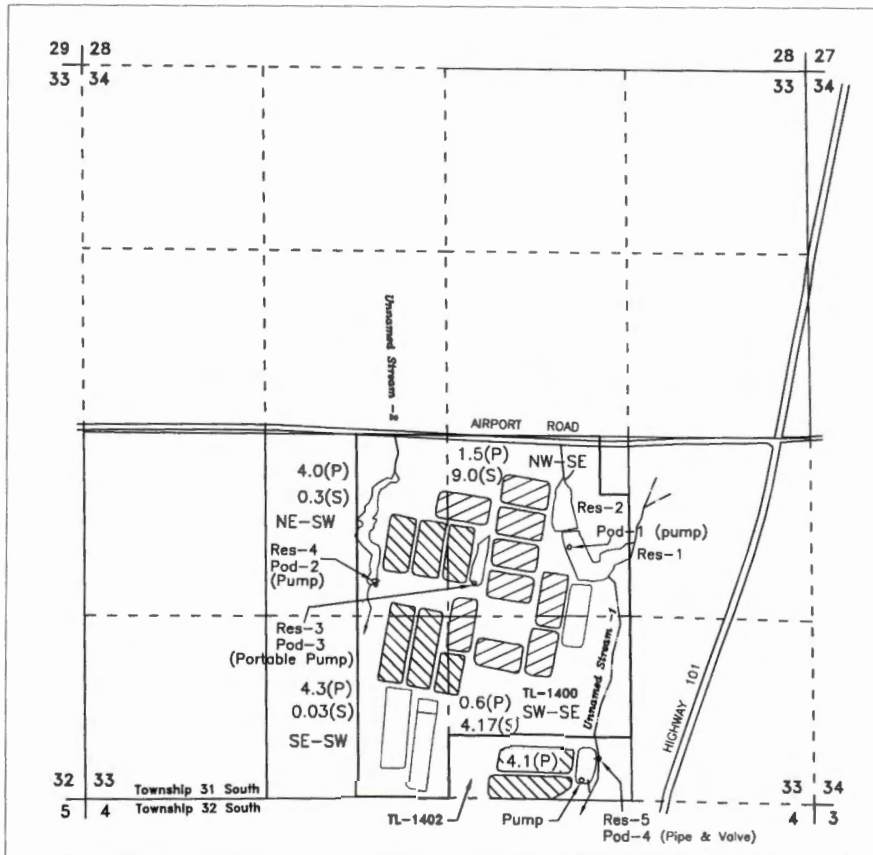 29 28
33 34
28 27
33 34
Unnamed Stream -2
AIRPORT ROAD
1.5(P)
9.0(S)
NW-SE
4.0(P)
0.3(S)
NE-SW
Res-2
Pod-1 (pump)
Res-1
Res-4
Pod-2
(Pump)
Res-3
Pod-3
(Portable Pump)
4.3(P)
0.03(S)
SE-SW
0.6(P)
4.17(S)
TL-1400
SW-SE
Unnamed Stream -1
HIGHWAY 101
4.1(P)
32 33
5 4
Township 31 South
Township 32 South
33 34
4 3
TL-1402
Pump
Res-5
Pod-4 (Pipe & Valve)